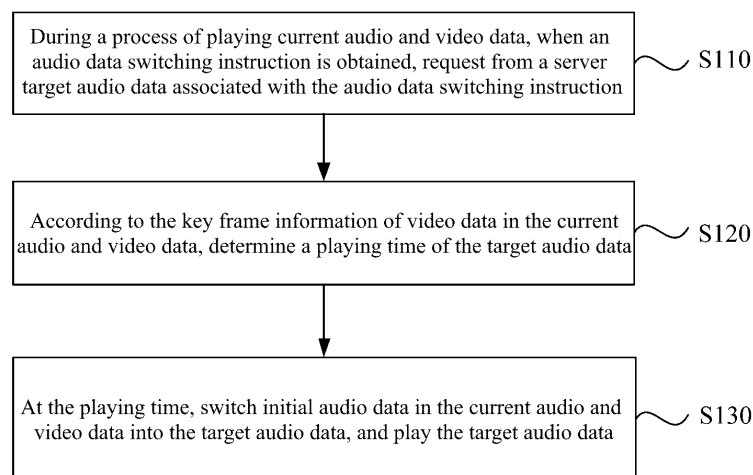 During a process of playing current audio and video data, when an
audio data switching instruction is obtained, request from a server
target audio data associated with the audio data switching instruction
S110
According to the key frame information of video data in the current
audio and video data, determine a playing time of the target audio data
S120
At the playing time, switch initial audio data in the current audio and
video data into the target audio data, and play the target audio data
S130